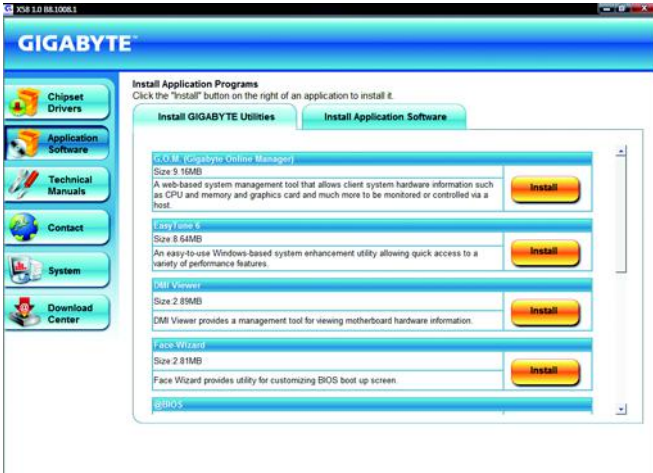 X58 1.0 B8.1008.1
GIGABYTE™
Chipset
Drivers
Application
Software
Technical
Manuals
Contact
System
Download
Center
Install Application Programs
Click the "Install" button on the right of an application to install it.
Install GIGABYTE Utilities
Install Application Software
G.O.M. (Gigabyte Online Manager)
Size:9.16MB
A web-based system management tool that allows client system hardware information such
as CPU and memory and graphics card and much more to be monitored or controlled via a
host.
Install
EasyTune 6
Size:8.64MB
An easy-to-use Windows-based system enhancement utility allowing quick access to a
variety of performance features.
Install
DMI Viewer
Size:2.89MB
DMI Viewer provides a management tool for viewing motherboard hardware information.
Install
Face-Wizard
Size:2.81MB
Face Wizard provides utility for customizing BIOS boot up screen.
Install
@BIOS